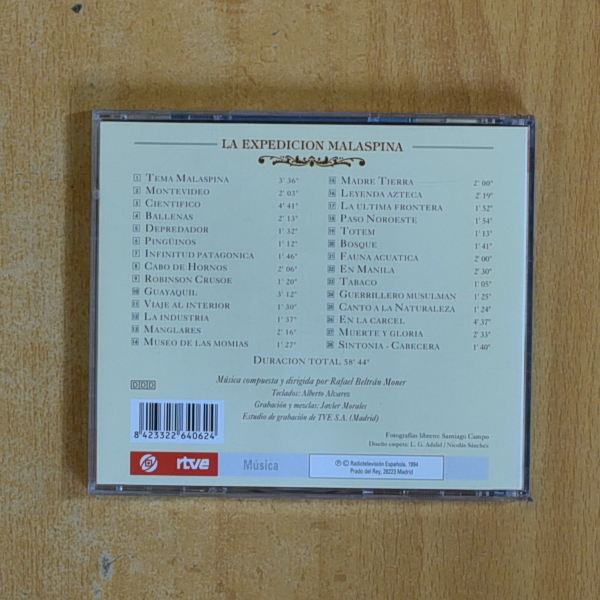 LA EXPEDICION MALASPINA
1 TEMA MALASPINA 3' 36"
2 MONTEVIDEO 2' 03"
3 CIENTIFICO 4' 41"
4 BALLENAS 2' 13"
5 DEPREDADOR 1' 32"
6 PINGÜINOS 1' 12"
7 INFINITUD PATAGONICA 1' 46"
8 CABO DE HORNOS 2' 06"
9 ROBINSON CRUSOE 1' 20"
10 GUAYAQUIL 3' 12"
11 VIAJE AL INTERIOR 1' 30"
12 LA INDUSTRIA 1' 37"
13 MANGLARES 2' 16"
14 MUSEO DE LAS MOMIAS 1' 27"
15 MADRE TIERRA 2' 00"
16 LEYENDA AZTECA 2' 19"
17 LA ULTIMA FRONTERA 1' 52"
18 PASO NOROESTE 1' 54"
19 TOTEM 1' 13"
20 BOSQUE 1' 41"
21 FAUNA ACUATICA 2' 00"
22 EN MANILA 2' 30"
23 TABACO 1' 05"
24 GUERRILLERO MUSULMAN 1' 25"
25 CANTO A LA NATURALEZA 1' 24"
26 EN LA CARCEL 4' 37"
27 MUERTE Y GLORIA 2' 33"
28 SINTONIA - CABECERA 1' 40"
DURACION TOTAL 58' 44"
Música compuesta y dirigida por Rafael Beltrán Moner
Teclados: Alberto Alvarez
Grabación y mezclas: Javier Morales
Estudio de grabación de TVE S.A. (Madrid)
DDD
8 423322 640624
Fotografías libreto: Santiago Campo
Diseño carpeta: L. G. Adalid / Nicolás Sánchez
rtve
Música
℗ © Radiotelevisión Española, 1994
Prado del Rey, 28223 Madrid